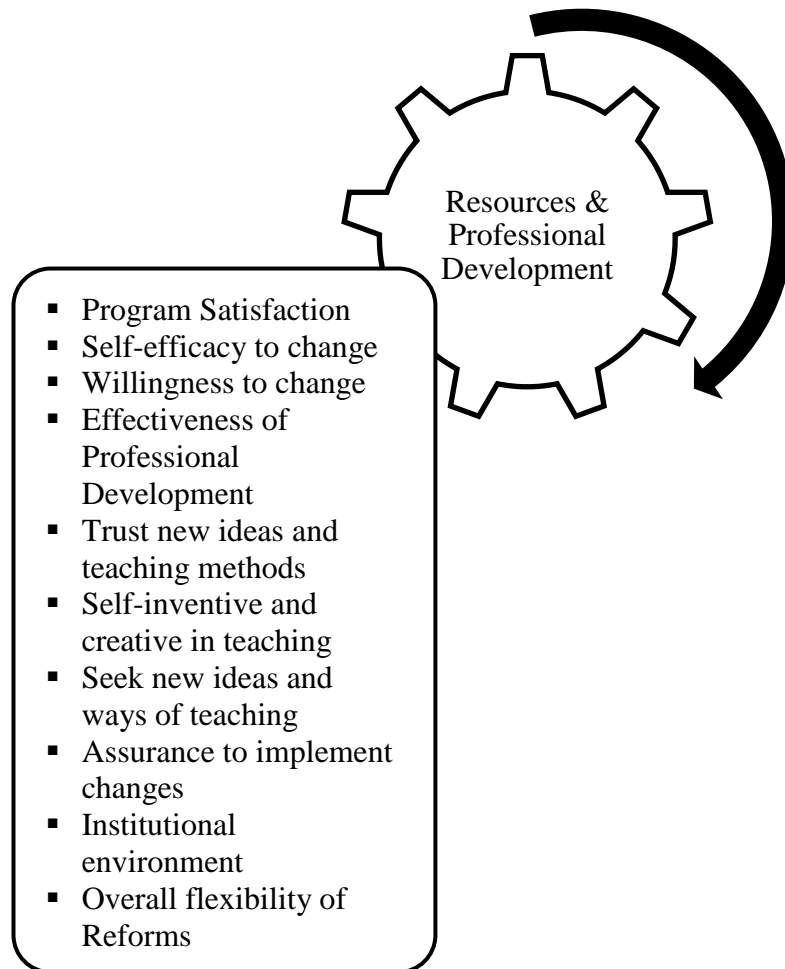 Resources &
Professional
Development
▪ Program Satisfaction
▪ Self-efficacy to change
▪ Willingness to change
▪ Effectiveness of
Professional
Development
▪ Trust new ideas and
teaching methods
▪ Self-inventive and
creative in teaching
▪ Seek new ideas and
ways of teaching
▪ Assurance to implement
changes
▪ Institutional
environment
▪ Overall flexibility of
Reforms